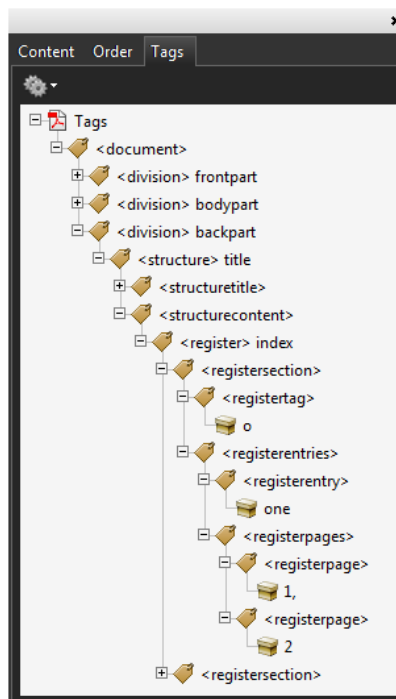 Content Order Tags
Tags
<document>
<division> frontpart
<division> bodypart
<division> backpart
<structure> title
<structuretitle>
<structurecontent>
<register> index
<registersection>
<registertag>
o
<registerentries>
<registerentry>
one
<registerpages>
<registerpage>
1,
<registerpage>
2
<registersection>